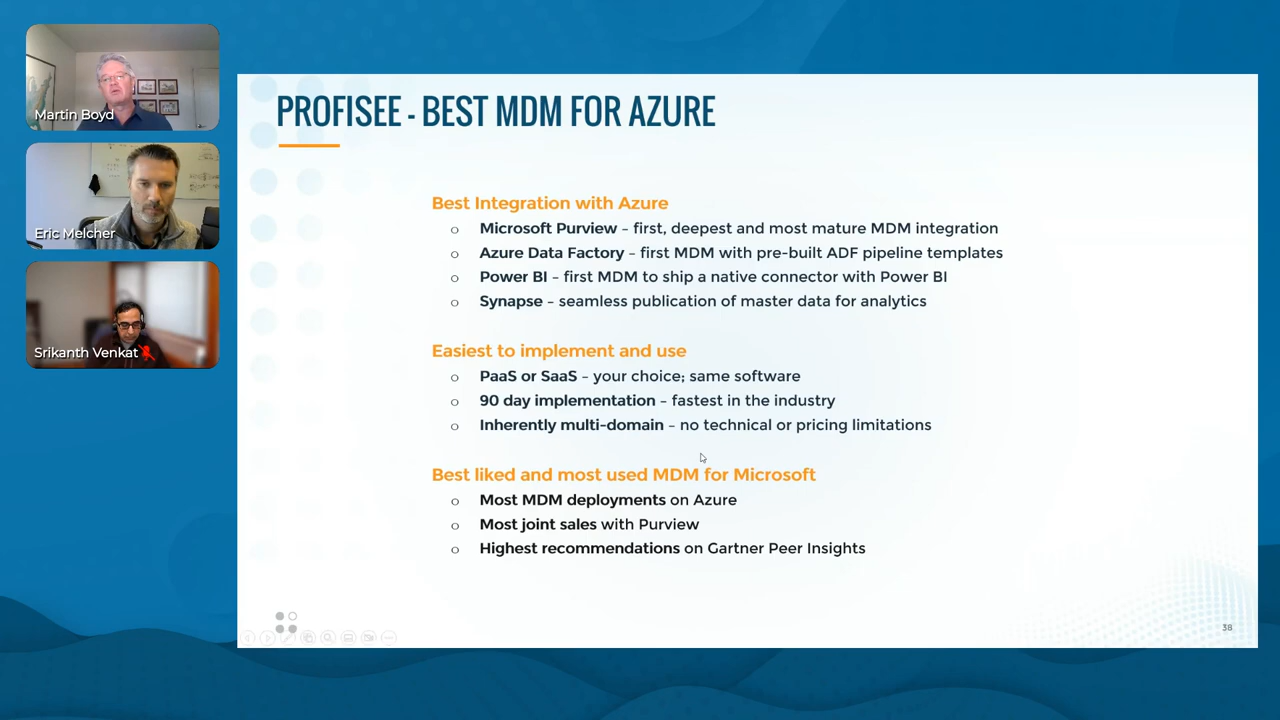 Martin Boyd
Eric Melcher
Srikanth Venkat
PROFISEE - BEST MDM FOR AZURE
Best Integration with Azure
o Microsoft Purview – first, deepest and most mature MDM integration
o Azure Data Factory – first MDM with pre-built ADF pipeline templates
o Power BI – first MDM to ship a native connector with Power BI
o Synapse – seamless publication of master data for analytics
Easiest to implement and use
o PaaS or SaaS – your choice; same software
o 90 day implementation – fastest in the industry
o Inherently multi-domain – no technical or pricing limitations
Best liked and most used MDM for Microsoft
o Most MDM deployments on Azure
o Most joint sales with Purview
o Highest recommendations on Gartner Peer Insights
38